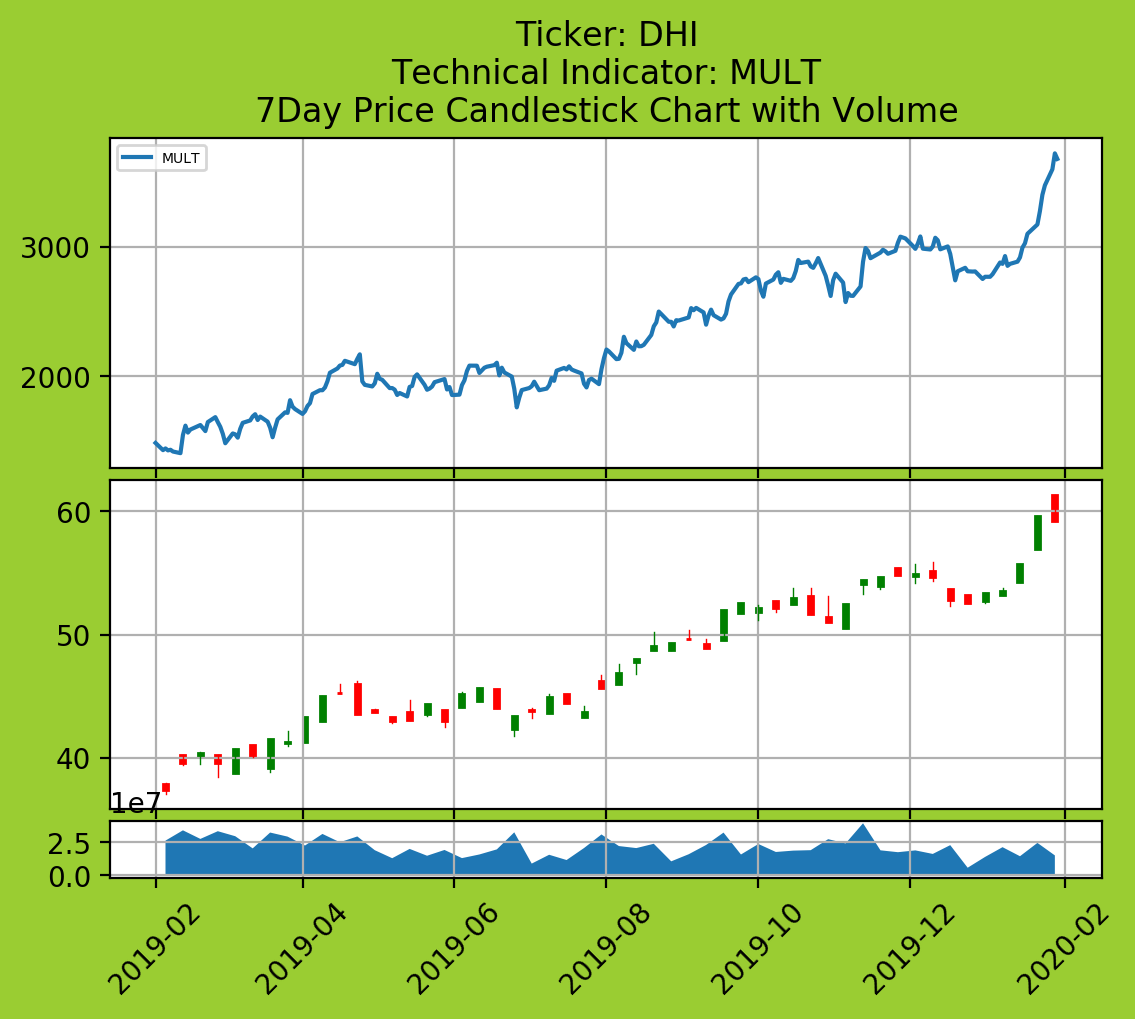 Ticker: DHI
Technical Indicator: MULT
7Day Price Candlestick Chart with Volume
MULT
3000
2000
60
50
40
1e7
2.5
0.0
2019-02
2019-04
2019-06
2019-08
2019-10
2019-12
2020-02